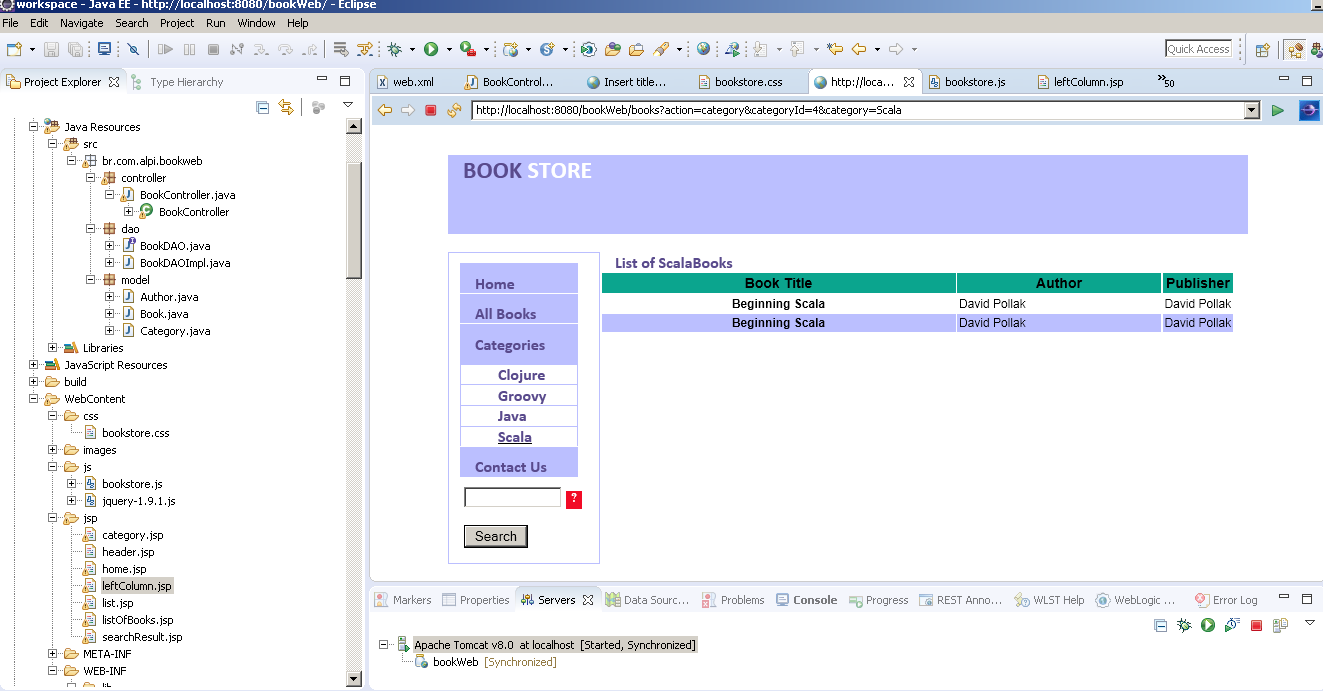 workspace - Java EE - http://localhost:8080/bookWeb/ - Eclipse
File Edit Navigate Search Project Run Window Help
Quick Access
Project Explorer Type Hierarchy
Java Resources
src
br.com.alpi.bookweb
controller
BookController.java
BookController
dao
BookDAO.java
BookDAOImpl.java
model
Author.java
Book.java
Category.java
Libraries
JavaScript Resources
build
WebContent
css
bookstore.css
images
js
bookstore.js
jquery-1.9.1.js
jsp
category.jsp
header.jsp
home.jsp
leftColumn.jsp
list.jsp
listOfBooks.jsp
searchResult.jsp
META-INF
WEB-INF
lib
web.xml BookControl... Insert title... bookstore.css http://loca... bookstore.js leftColumn.jsp »50
http://localhost:8080/bookWeb/books?action=category&categoryId=4&category=Scala
BOOK STORE
Home
All Books
Categories
Clojure
Groovy
Java
Scala
Contact Us
?
Search
List of ScalaBooks
Book Title Author Publisher
Beginning Scala David Pollak David Pollak
Beginning Scala David Pollak David Pollak
Markers Properties Servers Data Sourc... Problems Console Progress REST Anno... WLST Help WebLogic ... Error Log
Apache Tomcat v8.0 at localhost [Started, Synchronized]
bookWeb [Synchronized]